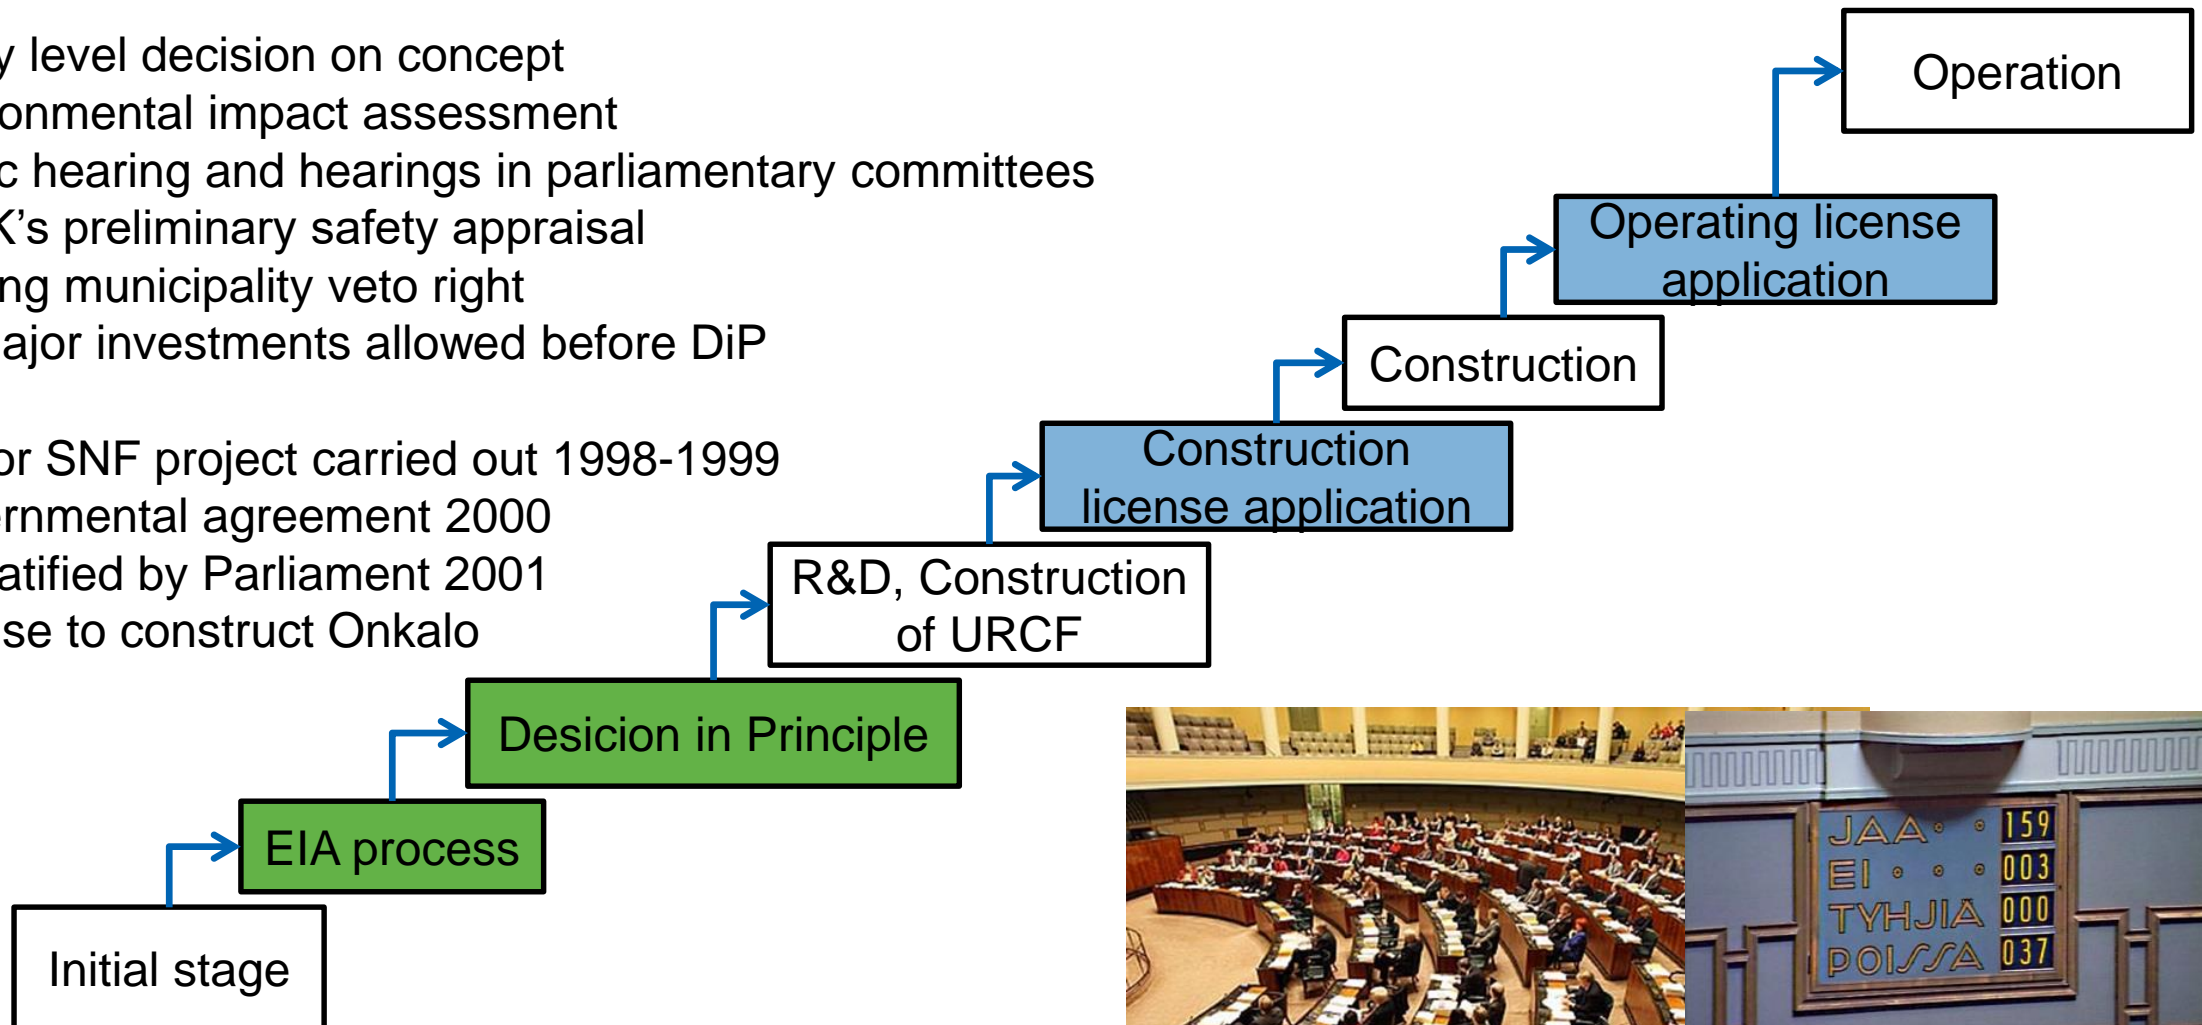 y level decision on concept
onmental impact assessment
c hearing and hearings in parliamentary committees
K's preliminary safety appraisal
ng municipality veto right
ajor investments allowed before DiP
or SNF project carried out 1998-1999
ernmental agreement 2000
atified by Parliament 2001
se to construct Onkalo
Operation
Operating license
application
Construction
Construction
license application
R&D, Construction
of URCF
Desicion in Principle
EIA process
Initial stage
JAA 159
EI 003
TYHJIÄ 000
POISSA 037